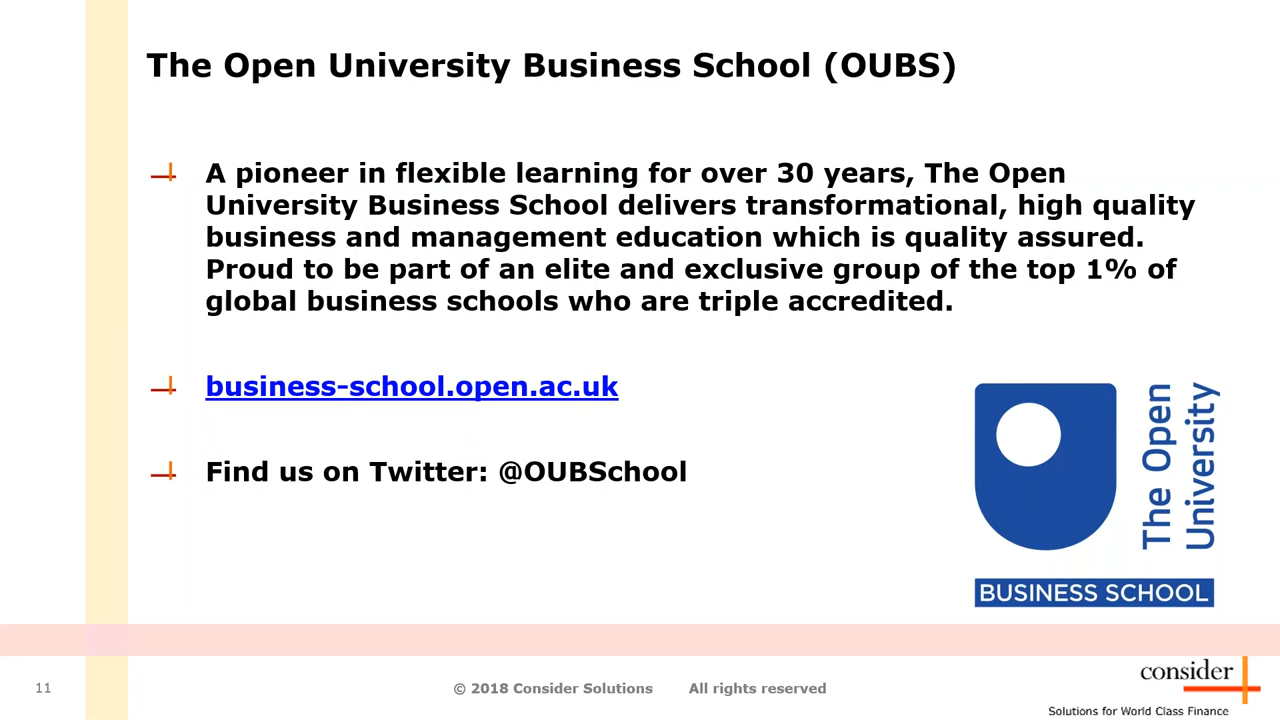 The Open University Business School (OUBS)
A pioneer in flexible learning for over 30 years, The Open
University Business School delivers transformational, high quality
business and management education which is quality assured.
Proud to be part of an elite and exclusive group of the top 1% of
global business schools who are triple accredited.
business-school.open.ac.uk
Find us on Twitter: @OUBSchool
The Open
University
BUSINESS SCHOOL
11
© 2018 Consider Solutions All rights reserved
consider
Solutions for World Class Finance